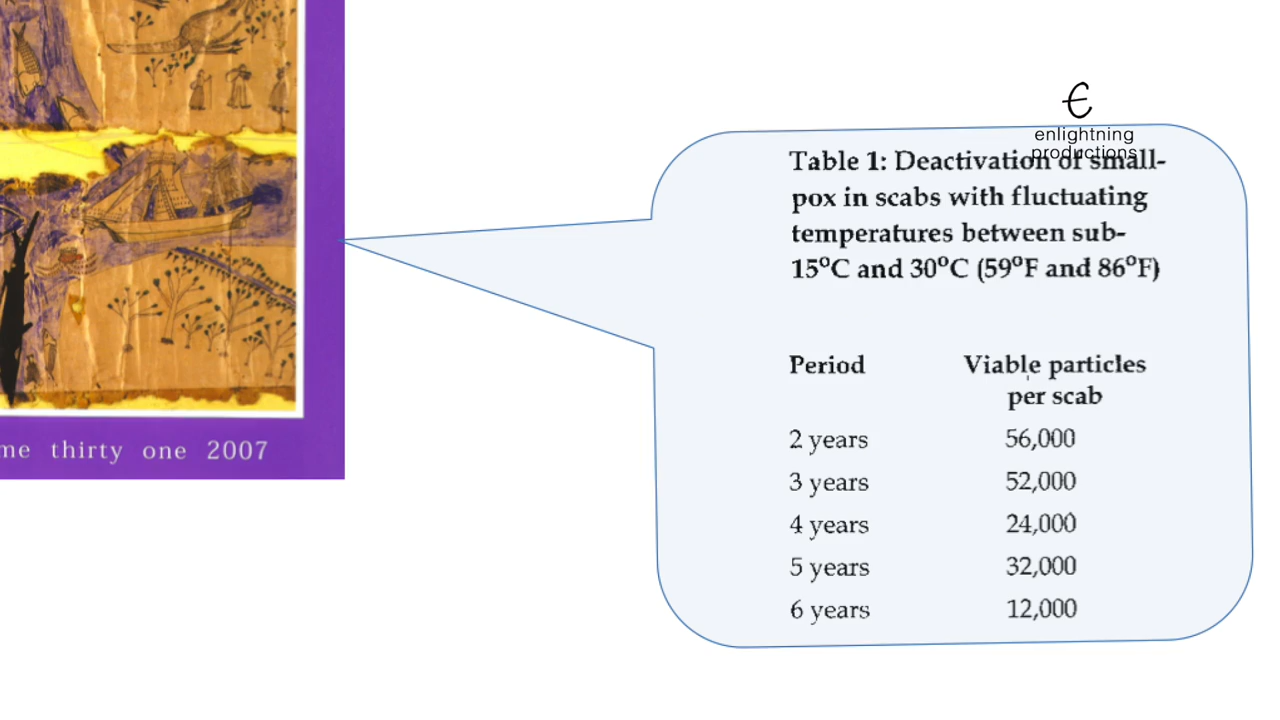 me thirty one 2007
enlightning
productions
Table 1: Deactivation of small-
pox in scabs with fluctuating
temperatures between sub-
15°C and 30°C (59°F and 86°F)
Period Viable particles
per scab
2 years 56,000
3 years 52,000
4 years 24,000
5 years 32,000
6 years 12,000